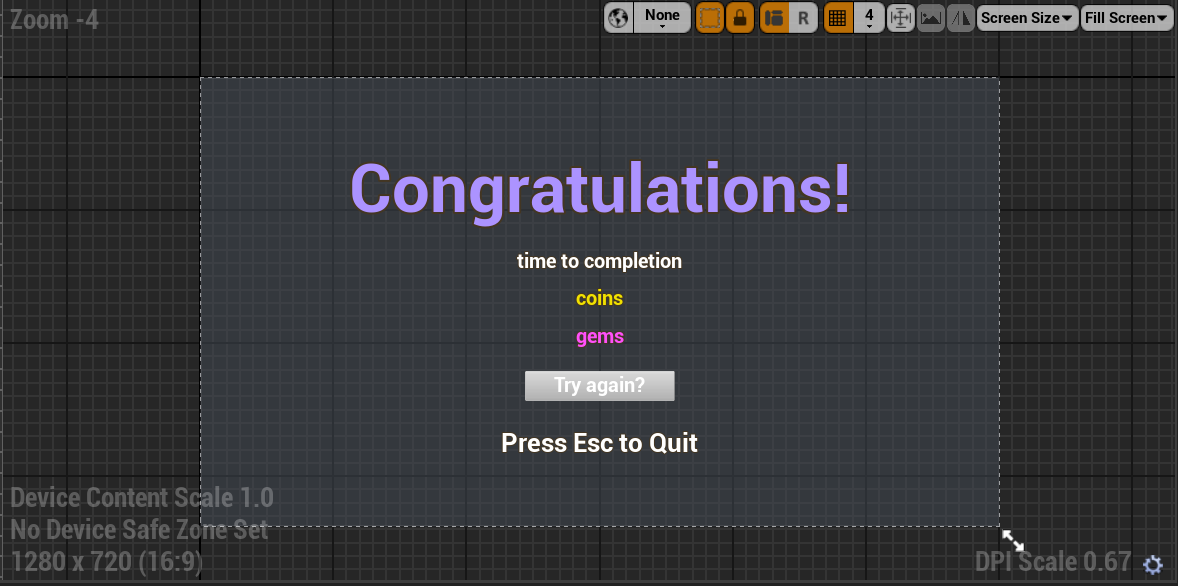 Zoom -4
None
R
4
Screen Size
Fill Screen
Congratulations!
time to completion
coins
gems
Try again?
Press Esc to Quit
Device Content Scale 1.0
No Device Safe Zone Set
1280 x 720 (16:9)
DPI Scale 0.67